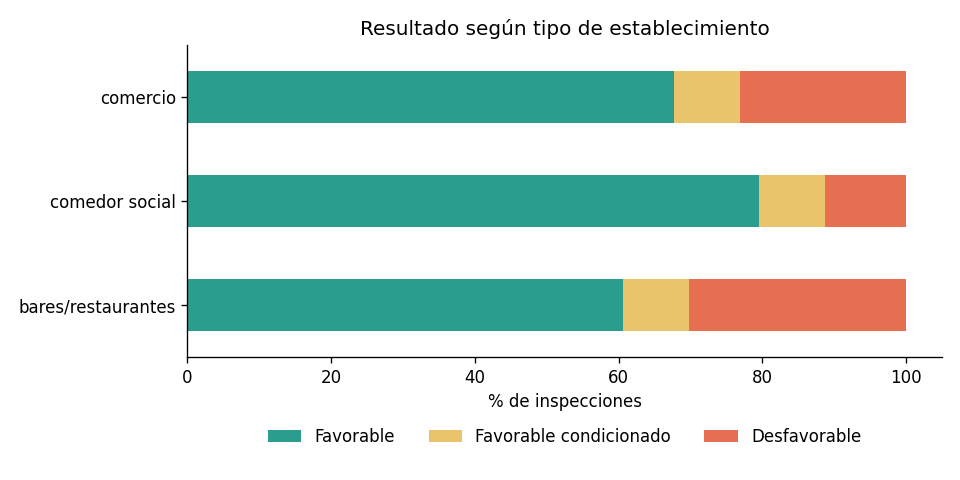 Resultado según tipo de establecimiento
comercio
comedor social
bares/restaurantes
0 20 40 60 80 100
% de inspecciones
Favorable Favorable condicionado Desfavorable